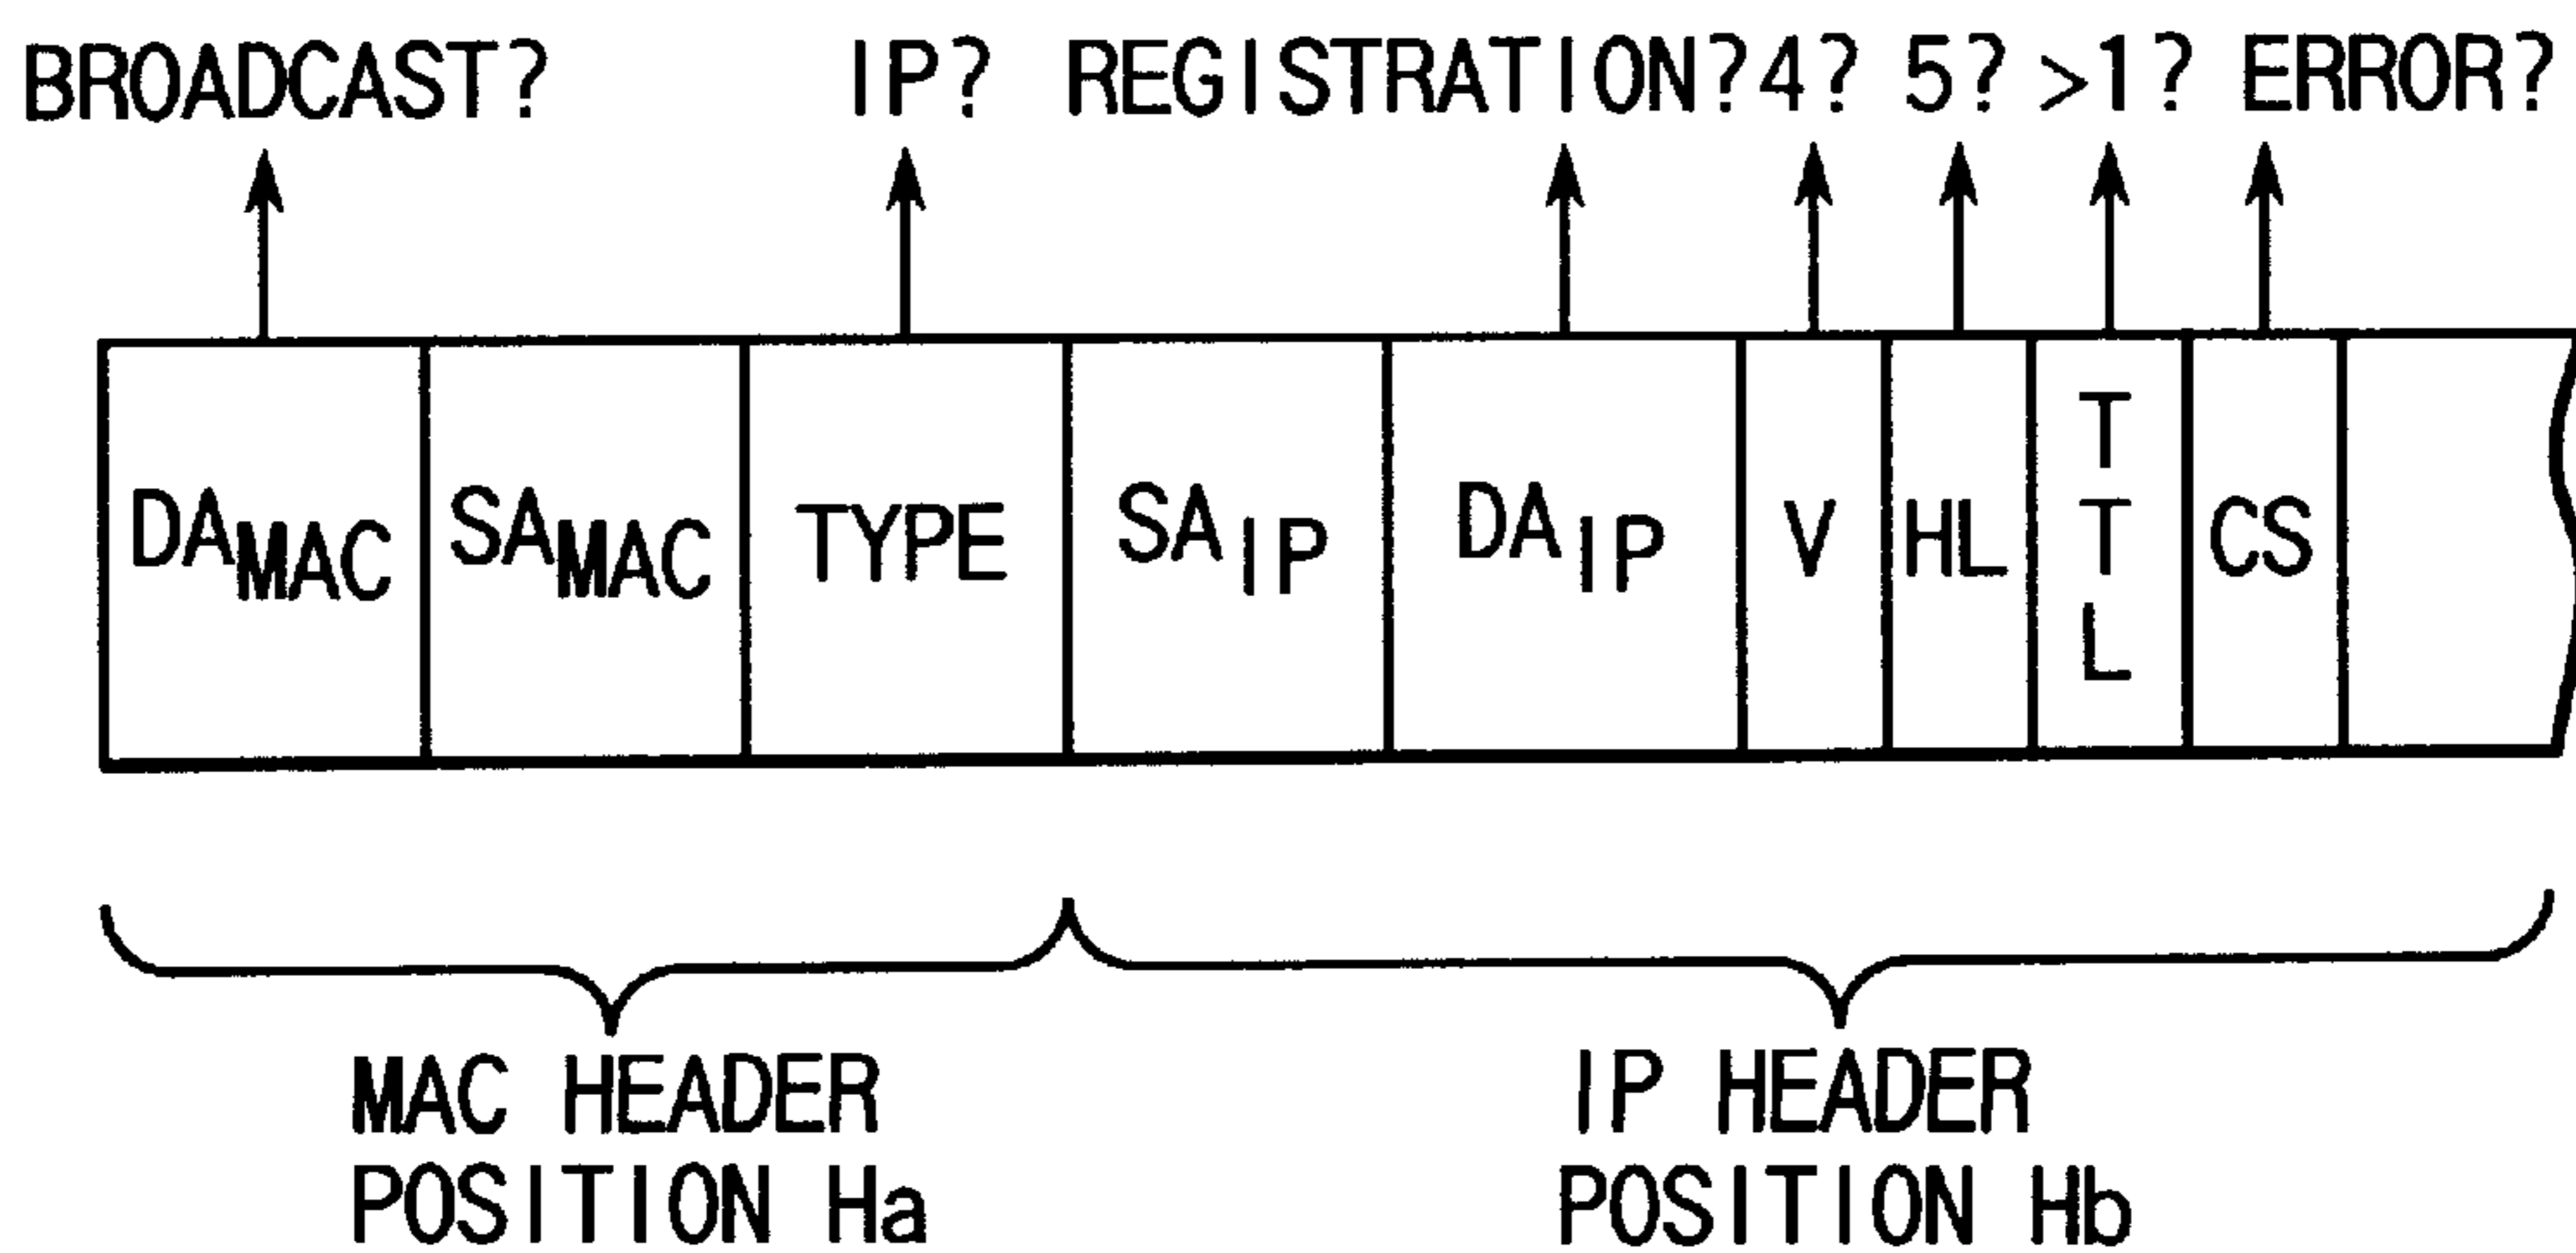 BROADCAST? IP? REGISTRATION? 4? 5? >1? ERROR?
DAMAC SAMAC TYPE SAIP DAIP V HL TTL CS
MAC HEADER
POSITION Ha
IP HEADER
POSITION Hb